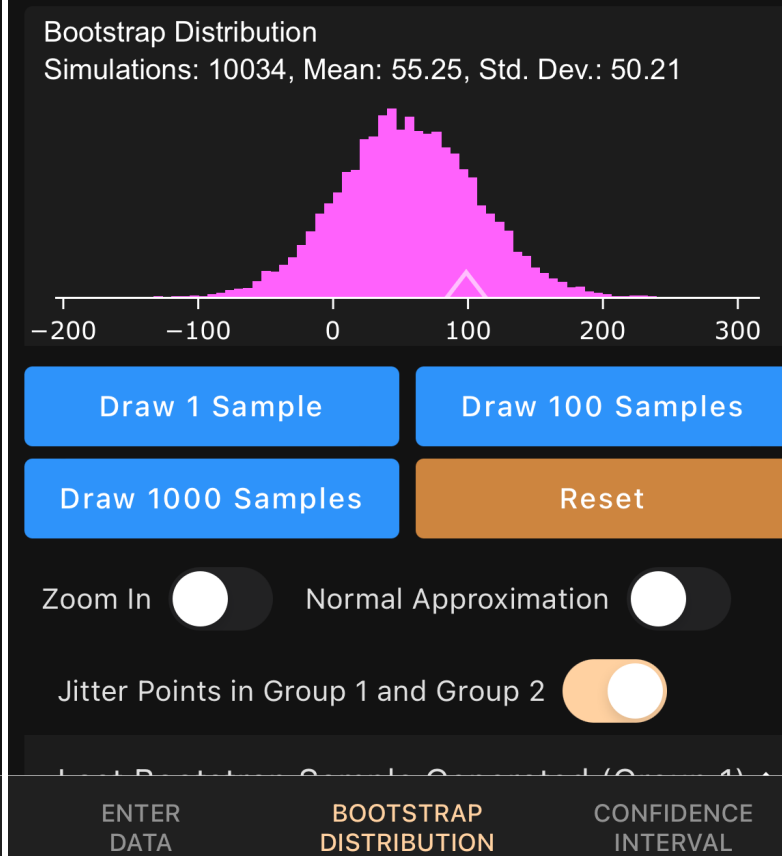 Bootstrap Distribution
Simulations: 10034, Mean: 55.25, Std. Dev.: 50.21
−200 −100 0 100 200 300
Draw 1 Sample Draw 100 Samples
Draw 1000 Samples Reset
Zoom In Normal Approximation
Jitter Points in Group 1 and Group 2
ENTER BOOTSTRAP CONFIDENCE
DATA DISTRIBUTION INTERVAL